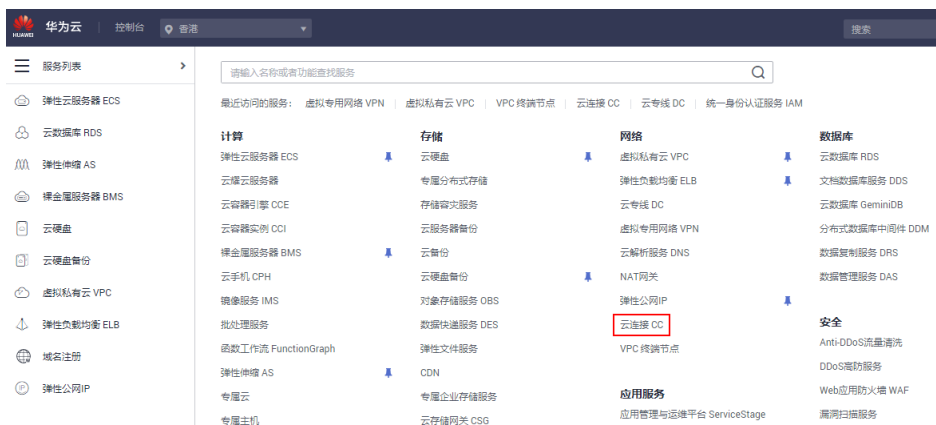 HUAWEI 华为云 控制台 香港 搜索
服务列表
弹性云服务器 ECS
云数据库 RDS
弹性伸缩 AS
裸金属服务器 BMS
云硬盘
云硬盘备份
虚拟私有云 VPC
弹性负载均衡 ELB
域名注册
弹性公网IP
请输入名称或者功能查找服务
最近访问的服务： 虚拟专用网络 VPN 虚拟私有云 VPC VPC 终端节点 云连接 CC 云专线 DC 统一身份认证服务 IAM
计算
弹性云服务器 ECS
云耀云服务器
云容器引擎 CCE
云容器实例 CCI
裸金属服务器 BMS
云手机 CPH
镜像服务 IMS
批处理服务
函数工作流 FunctionGraph
弹性伸缩 AS
专属云
专属主机
存储
云硬盘
专属分布式存储
存储容灾服务
云服务器备份
云备份
云硬盘备份
对象存储服务 OBS
数据快递服务 DES
弹性文件服务
CDN
专属企业存储服务
云存储网关 CSG
网络
虚拟私有云 VPC
弹性负载均衡 ELB
云专线 DC
虚拟专用网络 VPN
云解析服务 DNS
NAT网关
弹性公网IP
云连接 CC
VPC 终端节点
应用服务
应用管理与运维平台 ServiceStage
数据库
云数据库 RDS
文档数据库服务 DDS
云数据库 GeminiDB
分布式数据库中间件 DDM
数据复制服务 DRS
数据管理服务 DAS
安全
Anti-DDoS流量清洗
DDoS高防服务
Web应用防火墙 WAF
漏洞扫描服务